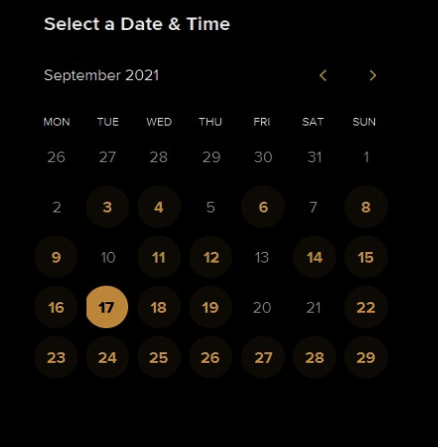 Select a Date & Time
September 2021
MON TUE WED THU FRI SAT SUN
26 27 28 29 30 31 1
2 3 4 5 6 7 8
9 10 11 12 13 14 15
16 17 18 19 20 21 22
23 24 25 26 27 28 29